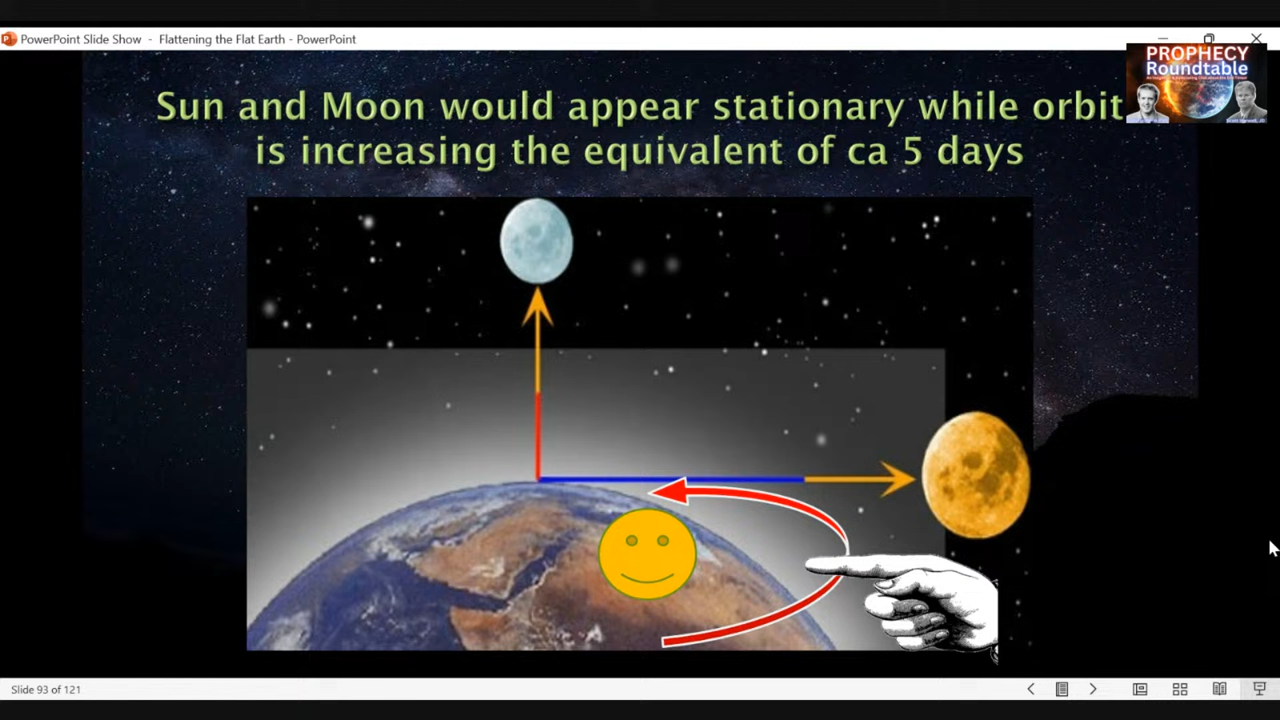 PowerPoint Slide Show - Flattening the Flat Earth - PowerPoint
PROPHECY
Roundtable
Sun and Moon would appear stationary while orbit
is increasing the equivalent of ca 5 days
Slide 93 of 121